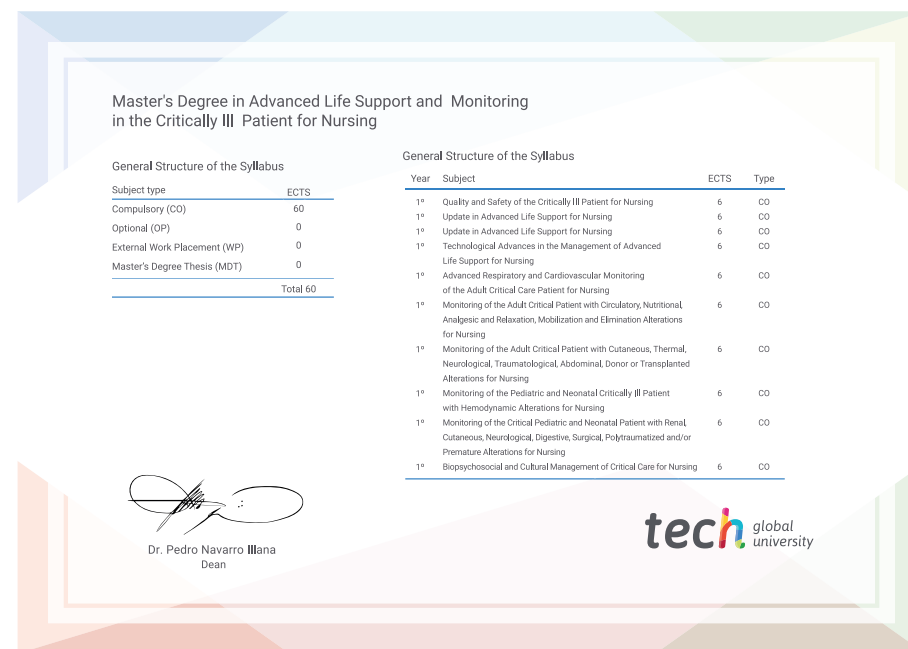 Master's Degree in Advanced Life Support and Monitoring
in the Critically Ill Patient for Nursing
General Structure of the Syllabus
Subject type ECTS
Compulsory (CO) 60
Optional (OP) 0
External Work Placement (WP) 0
Master's Degree Thesis (MDT) 0
Total 60
General Structure of the Syllabus
Year Subject ECTS Type
1º Quality and Safety of the Critically Ill Patient for Nursing 6 CO
1º Update in Advanced Life Support for Nursing 6 CO
1º Update in Advanced Life Support for Nursing 6 CO
1º Technological Advances in the Management of Advanced 6 CO
Life Support for Nursing
1º Advanced Respiratory and Cardiovascular Monitoring 6 CO
of the Adult Critical Care Patient for Nursing
1º Monitoring of the Adult Critical Patient with Circulatory, Nutritional, 6 CO
Analgesic and Relaxation, Mobilization and Elimination Alterations
for Nursing
1º Monitoring of the Adult Critical Patient with Cutaneous, Thermal, 6 CO
Neurological, Traumatological, Abdominal, Donor or Transplanted
Alterations for Nursing
1º Monitoring of the Pediatric and Neonatal Critically Ill Patient 6 CO
with Hemodynamic Alterations for Nursing
1º Monitoring of the Critical Pediatric and Neonatal Patient with Renal, 6 CO
Cutaneous, Neurological, Digestive, Surgical, Polytraumatized and/or
Premature Alterations for Nursing
1º Biopsychosocial and Cultural Management of Critical Care for Nursing 6 CO
Dr. Pedro Navarro Illana
Dean
tech global
university